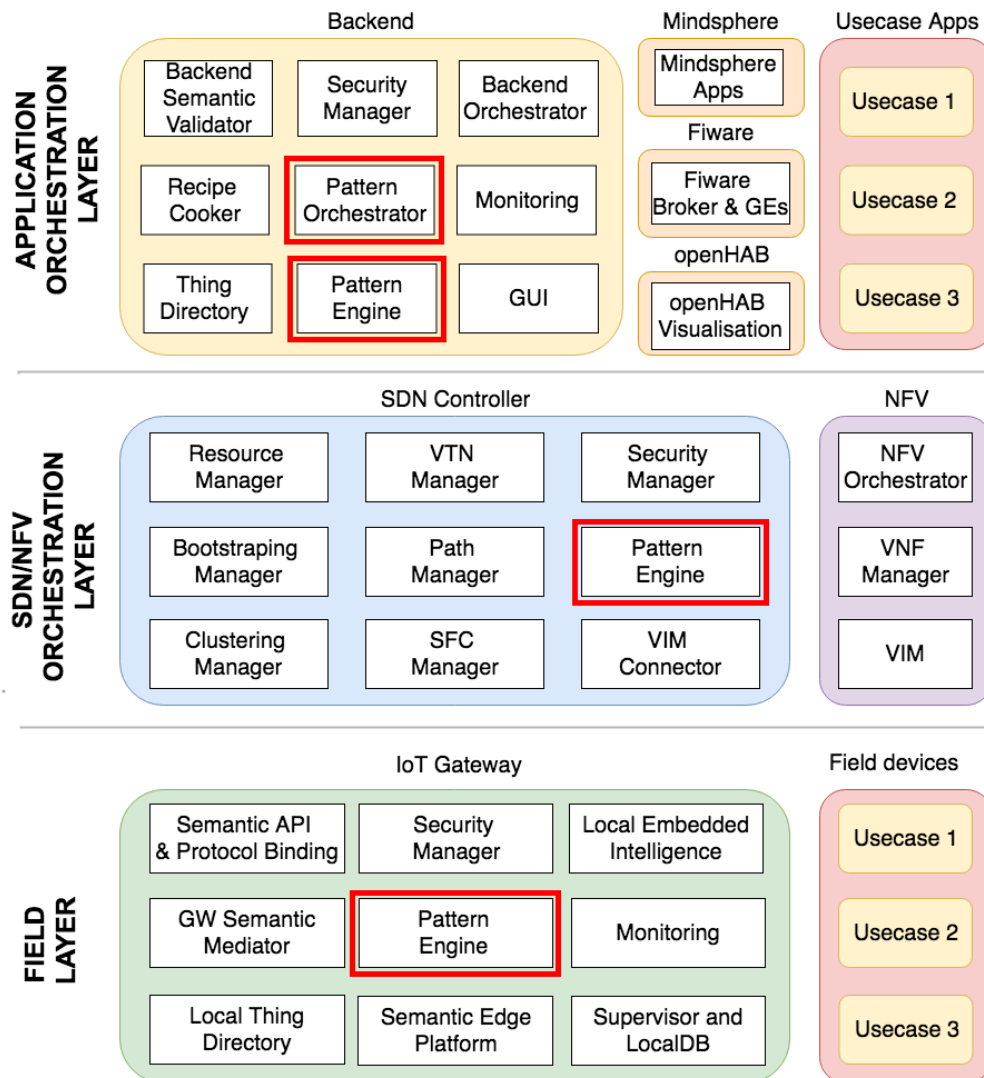 Backend
Mindsphere
Usecase Apps
APPLICATION
ORCHESTRATION
LAYER
Backend
Semantic
Validator
Security
Manager
Backend
Orchestrator
Mindsphere
Apps
Usecase 1
Fiware
Recipe
Cooker
Pattern
Orchestrator
Monitoring
Fiware
Broker & GEs
Usecase 2
openHAB
Thing
Directory
Pattern
Engine
GUI
openHAB
Visualisation
Usecase 3
SDN Controller
NFV
SDN/NFV
ORCHESTRATION
LAYER
Resource
Manager
VTN
Manager
Security
Manager
NFV
Orchestrator
Bootstraping
Manager
Path
Manager
Pattern
Engine
VNF
Manager
Clustering
Manager
SFC
Manager
VIM
Connector
VIM
IoT Gateway
Field devices
FIELD
LAYER
Semantic API
& Protocol Binding
Security
Manager
Local Embedded
Intelligence
Usecase 1
GW Semantic
Mediator
Pattern
Engine
Monitoring
Usecase 2
Local Thing
Directory
Semantic Edge
Platform
Supervisor and
LocalDB
Usecase 3